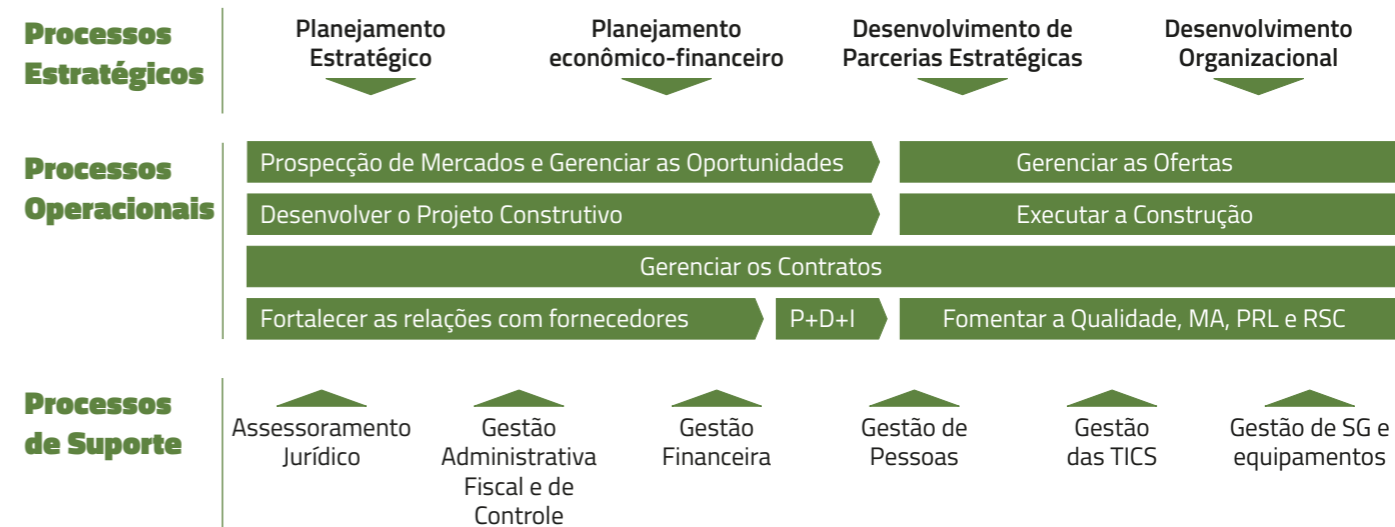 Processos
Estratégicos
Planejamento
Estratégico
Planejamento
econômico-financeiro
Desenvolvimento de
Parcerias Estratégicas
Desenvolvimento
Organizacional
Processos
Operacionais
Prospecção de Mercados e Gerenciar as Oportunidades
Gerenciar as Ofertas
Desenvolver o Projeto Construtivo
Executar a Construção
Gerenciar os Contratos
Fortalecer as relações com fornecedores
P+D+I
Fomentar a Qualidade, MA, PRL e RSC
Processos
de Suporte
Assessoramento
Jurídico
Gestão
Administrativa
Fiscal e de
Controle
Gestão
Financeira
Gestão de
Pessoas
Gestão
das TICS
Gestão de SG e
equipamentos